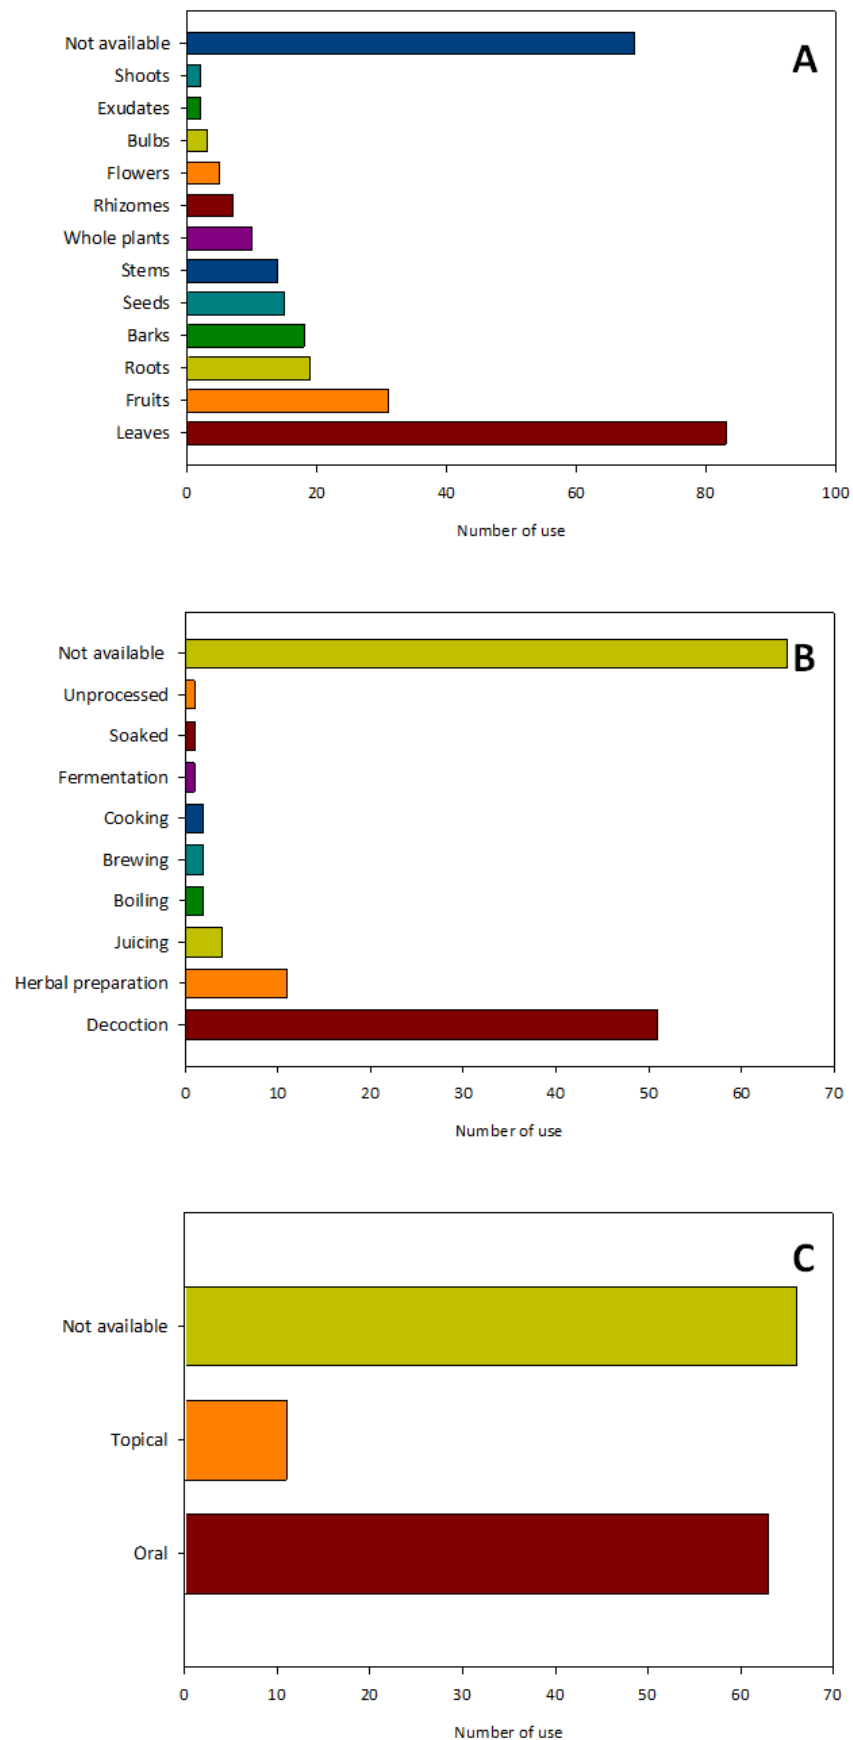 A
Not available
Shoots
Exudates
Bulbs
Flowers
Rhizomes
Whole plants
Stems
Seeds
Barks
Roots
Fruits
Leaves
0 20 40 60 80 100
Number of use
B
Not available
Unprocessed
Soaked
Fermentation
Cooking
Brewing
Boiling
Juicing
Herbal preparation
Decoction
0 10 20 30 40 50 60 70
Number of use
C
Not available
Topical
Oral
0 10 20 30 40 50 60 70
Number of use